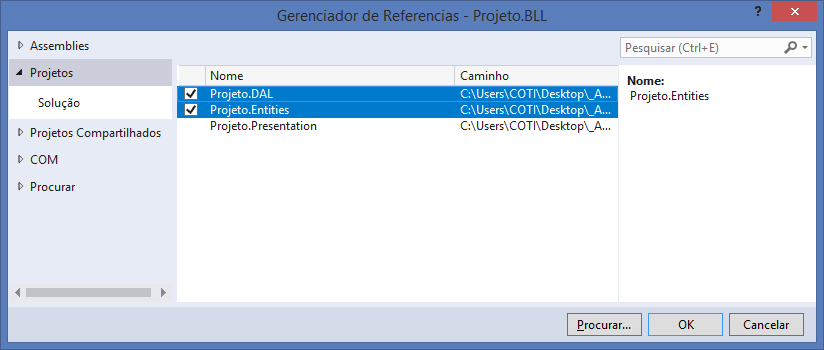 Gerenciador de Referencias - Projeto.BLL
?
Assemblies
Projetos
Solução
Projetos Compartilhados
COM
Procurar
Nome Caminho
Projeto.DAL C:\Users\COTI\Desktop\_A...
Projeto.Entities C:\Users\COTI\Desktop\_A...
Projeto.Presentation C:\Users\COTI\Desktop\_A...
Pesquisar (Ctrl+E)
Nome:
Projeto.Entities
Procurar... OK Cancelar